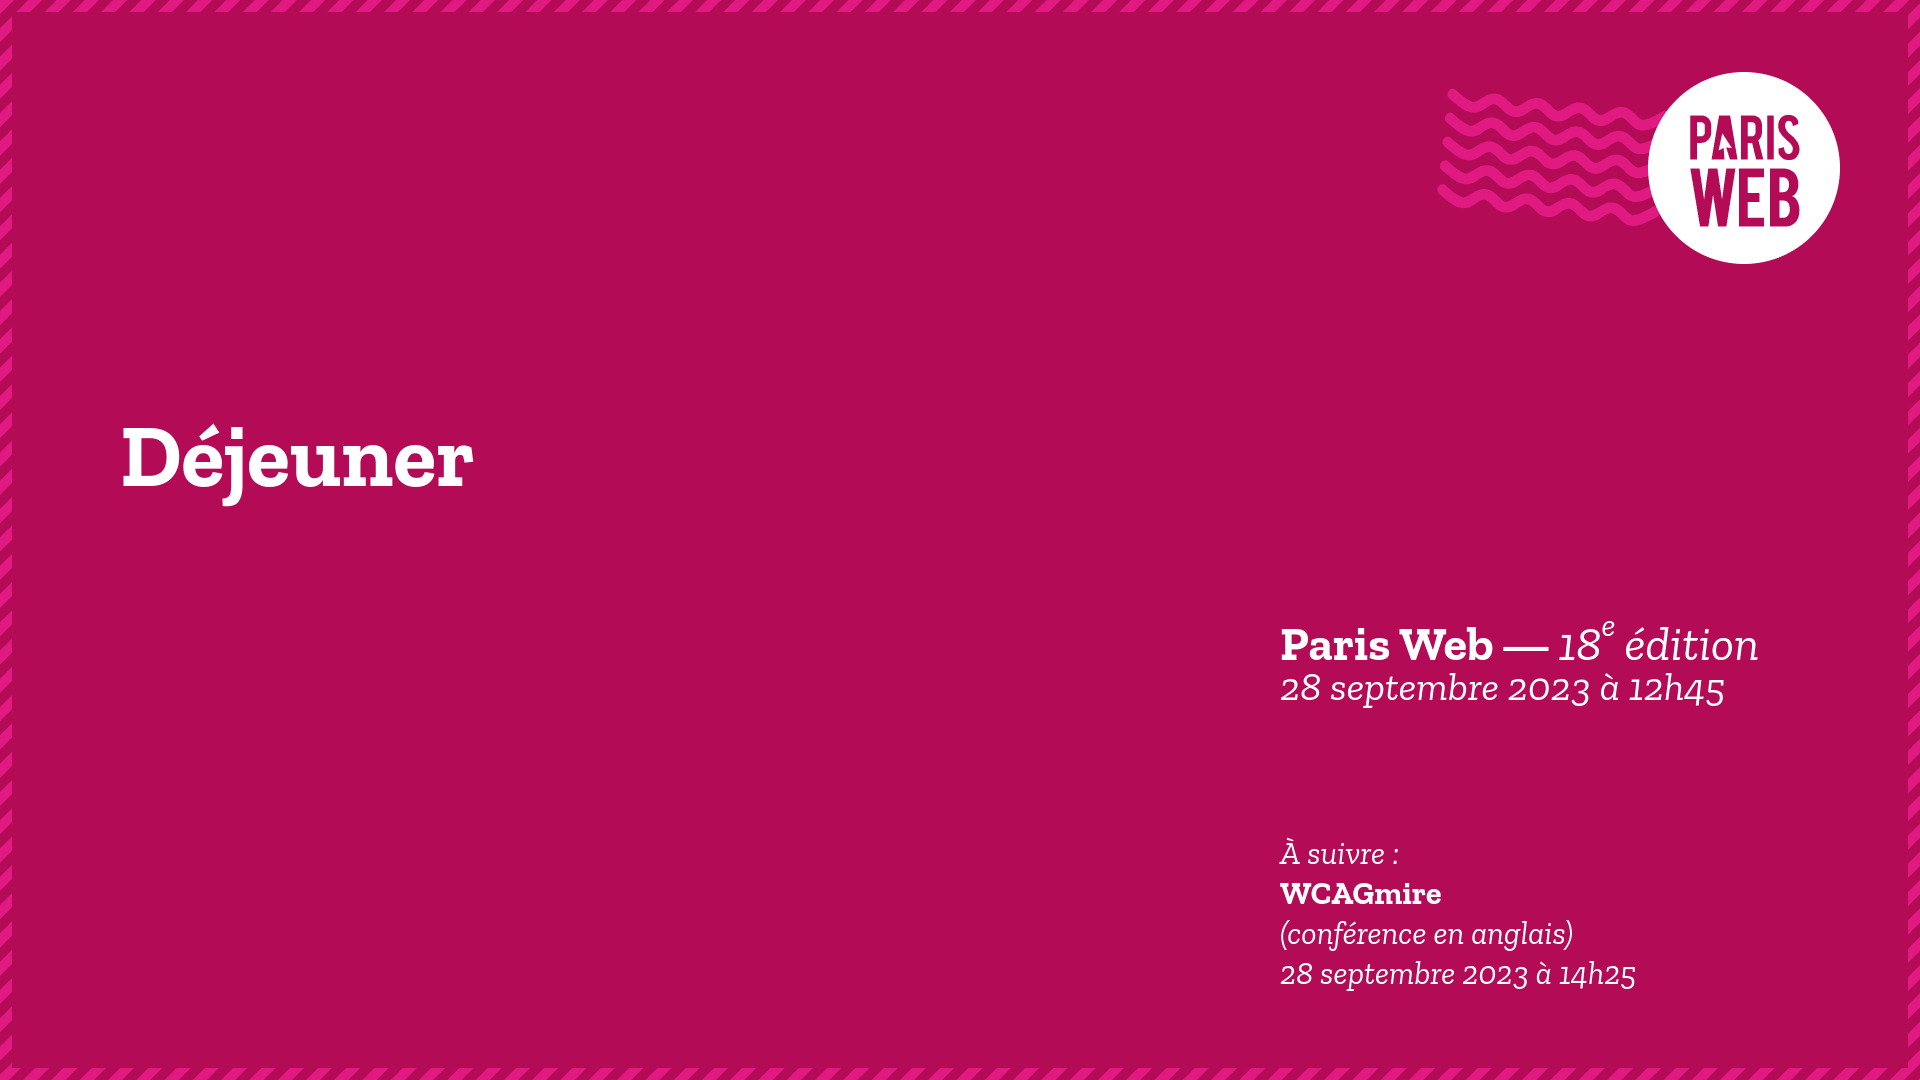 PARIS
WEB
Déjeuner
Paris Web — 18e édition
28 septembre 2023 à 12h45
À suivre :
WCAGmire
(conférence en anglais)
28 septembre 2023 à 14h25